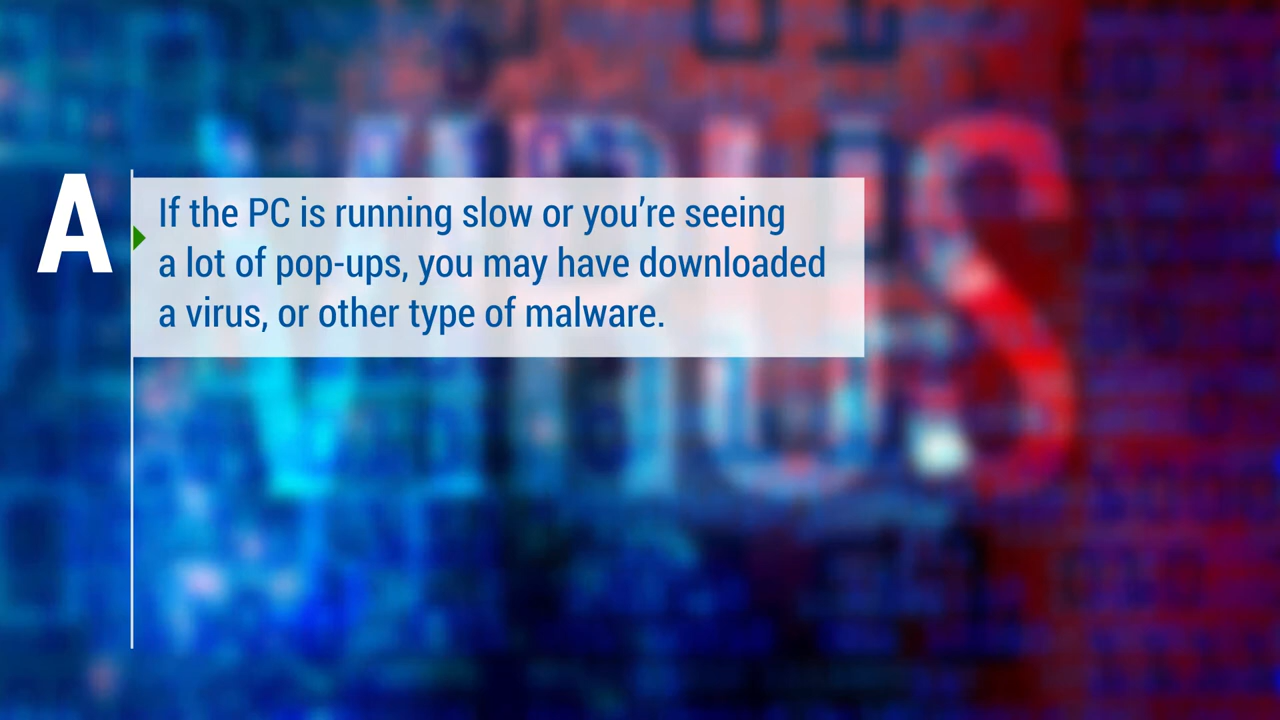 VIRUS
A
If the PC is running slow or you’re seeing
a lot of pop-ups, you may have downloaded
a virus, or other type of malware.